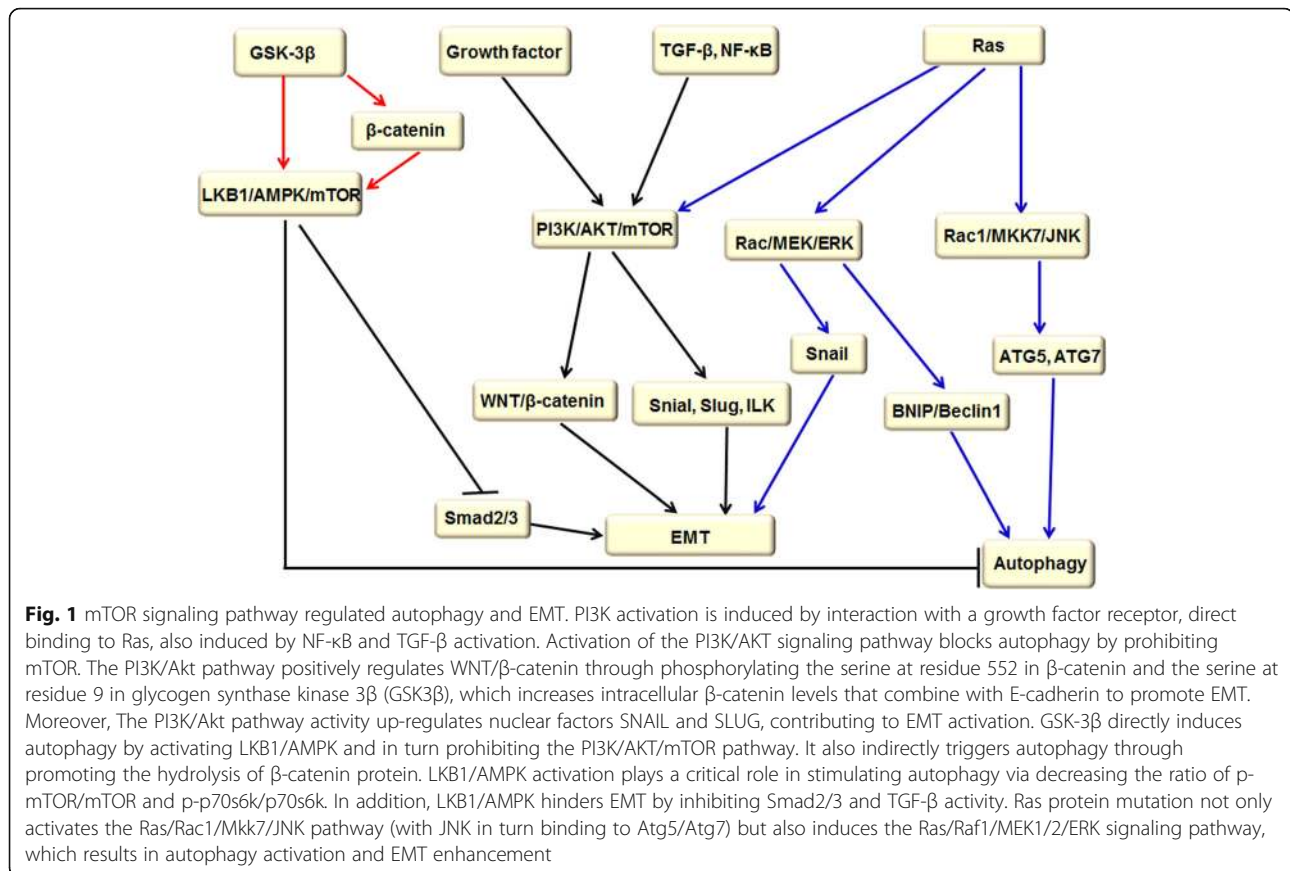 GSK-3β
Growth factor
TGF-β, NF-κB
Ras
β-catenin
LKB1/AMPK/mTOR
PI3K/AKT/mTOR
Rac/MEK/ERK
Rac1/MKK7/JNK
Snail
ATG5, ATG7
WNT/β-catenin
Snial, Slug, ILK
BNIP/Beclin1
Smad2/3
EMT
Autophagy
Fig. 1 mTOR signaling pathway regulated autophagy and EMT. PI3K activation is induced by interaction with a growth factor receptor, direct
binding to Ras, also induced by NF-κB and TGF-β activation. Activation of the PI3K/AKT signaling pathway blocks autophagy by prohibiting
mTOR. The PI3K/Akt pathway positively regulates WNT/β-catenin through phosphorylating the serine at residue 552 in β-catenin and the serine at
residue 9 in glycogen synthase kinase 3β (GSK3β), which increases intracellular β-catenin levels that combine with E-cadherin to promote EMT.
Moreover, The PI3K/Akt pathway activity up-regulates nuclear factors SNAIL and SLUG, contributing to EMT activation. GSK-3β directly induces
autophagy by activating LKB1/AMPK and in turn prohibiting the PI3K/AKT/mTOR pathway. It also indirectly triggers autophagy through
promoting the hydrolysis of β-catenin protein. LKB1/AMPK activation plays a critical role in stimulating autophagy via decreasing the ratio of p-
mTOR/mTOR and p-p70s6k/p70s6k. In addition, LKB1/AMPK hinders EMT by inhibiting Smad2/3 and TGF-β activity. Ras protein mutation not only
activates the Ras/Rac1/Mkk7/JNK pathway (with JNK in turn binding to Atg5/Atg7) but also induces the Ras/Raf1/MEK1/2/ERK signaling pathway,
which results in autophagy activation and EMT enhancement